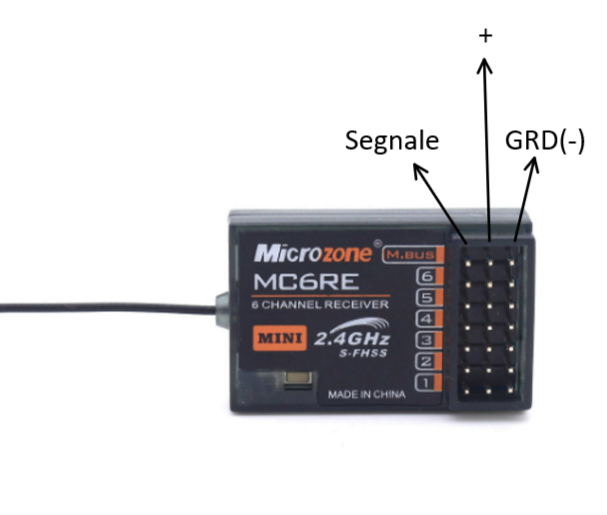 +
Segnale
GRD(-)
Microzone®
M.BUS
MC6RE
6
6 CHANNEL RECEIVER
5
4
MINI
2.4GHz
3
S-FHSS
2
1
MADE IN CHINA